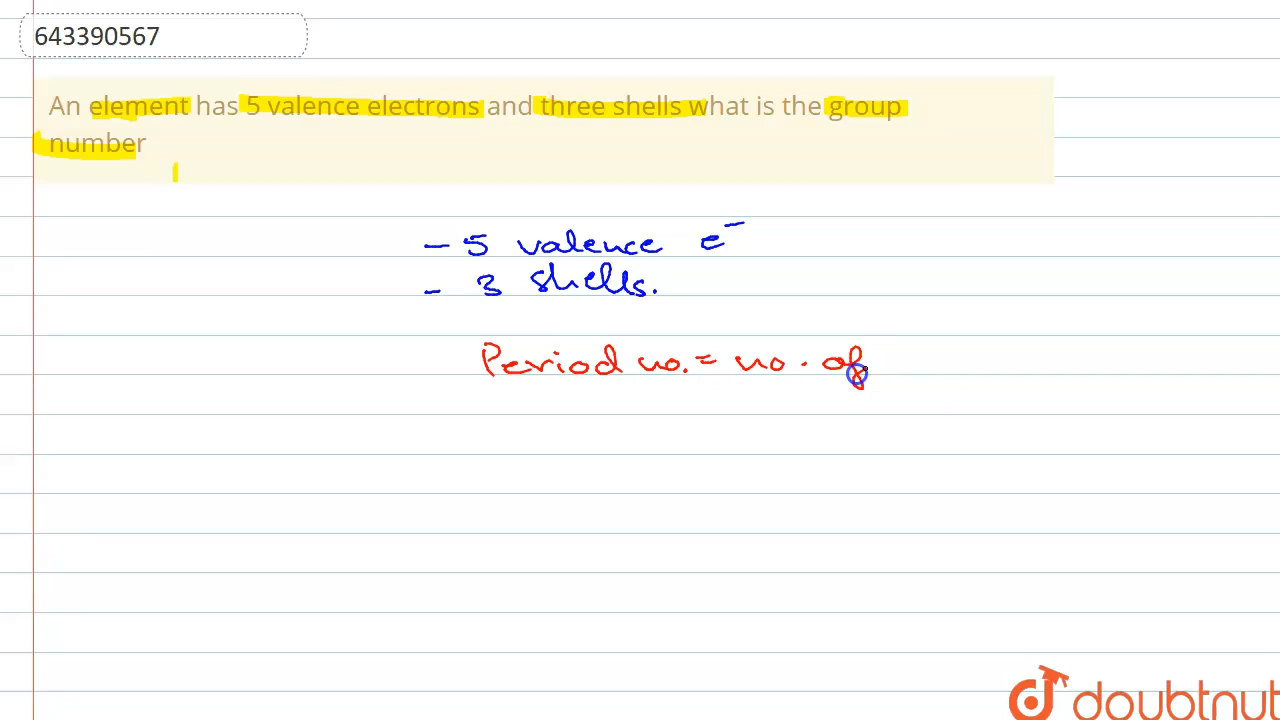 643390567
An element has 5 valence electrons and three shells what is the group
number
- 5 valence e⁻
- 3 shells.
Period no. = no. of
doubtnut